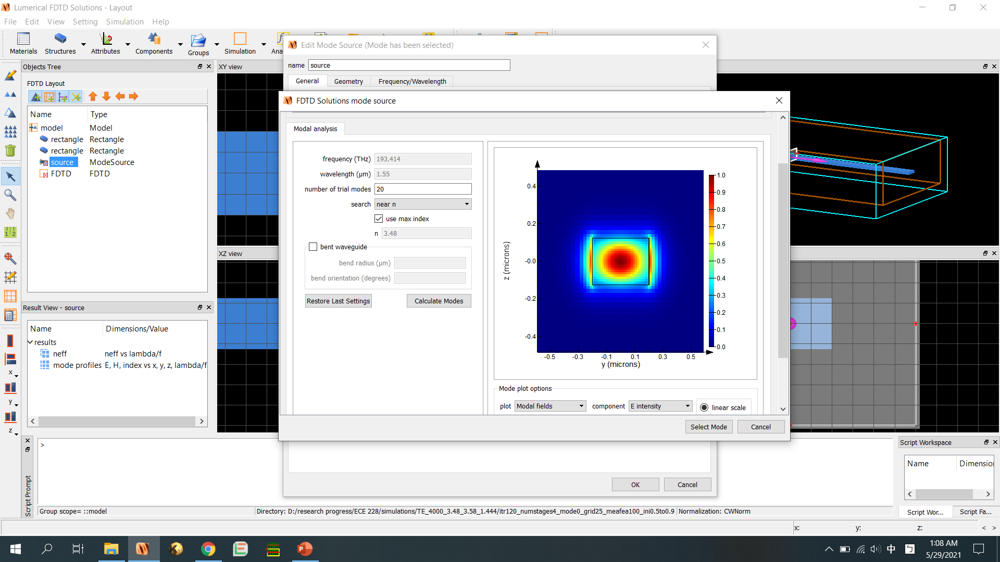 Lumerical FDTD Solutions - Layout
File Edit View Setting Simulation Help
Materials Structures Attributes Components Groups Simulation
Edit Mode Source (Mode has been selected)
name source
General Geometry Frequency/Wavelength
Objects Tree
FDTD Layout
Name Type
model Model
rectangle Rectangle
rectangle Rectangle
source ModeSource
FDTD FDTD
XY view
XZ view
Result View - source
Name Dimensions/Value
results
neff neff vs lambda/f
mode profiles E, H, index vs x, y, z, lambda/f
x
y
z
FDTD Solutions mode source
Modal analysis
frequency (THz) 193.414
wavelength (µm) 1.55
number of trial modes 20
search near n
use max index
n 3.48
bent waveguide
bend radius (µm)
bend orientation (degrees)
Restore Last Settings Calculate Modes
z (microns)
0.4
0.2
-0.0
-0.2
-0.4
-0.5 -0.3 -0.1 0.1 0.3 0.5
y (microns)
1.0
0.9
0.8
0.7
0.6
0.5
0.4
0.3
0.2
0.1
0.0
Mode plot options
plot Modal fields component E intensity linear scale
Select Mode Cancel
OK Cancel
Script Prompt
>
Script Workspace
Name
Script Wor... Script Fa...
Group scope= ::model
Directory: D:/research progress/ECE 228/simulations/TE_4000_3.48_3.58_1.444/itr120_numstages4_mode0_grid25_meafea100_ini0.5to0.9
Normalization: CWNorm
x: y: z:
中
1:08 AM
5/29/2021